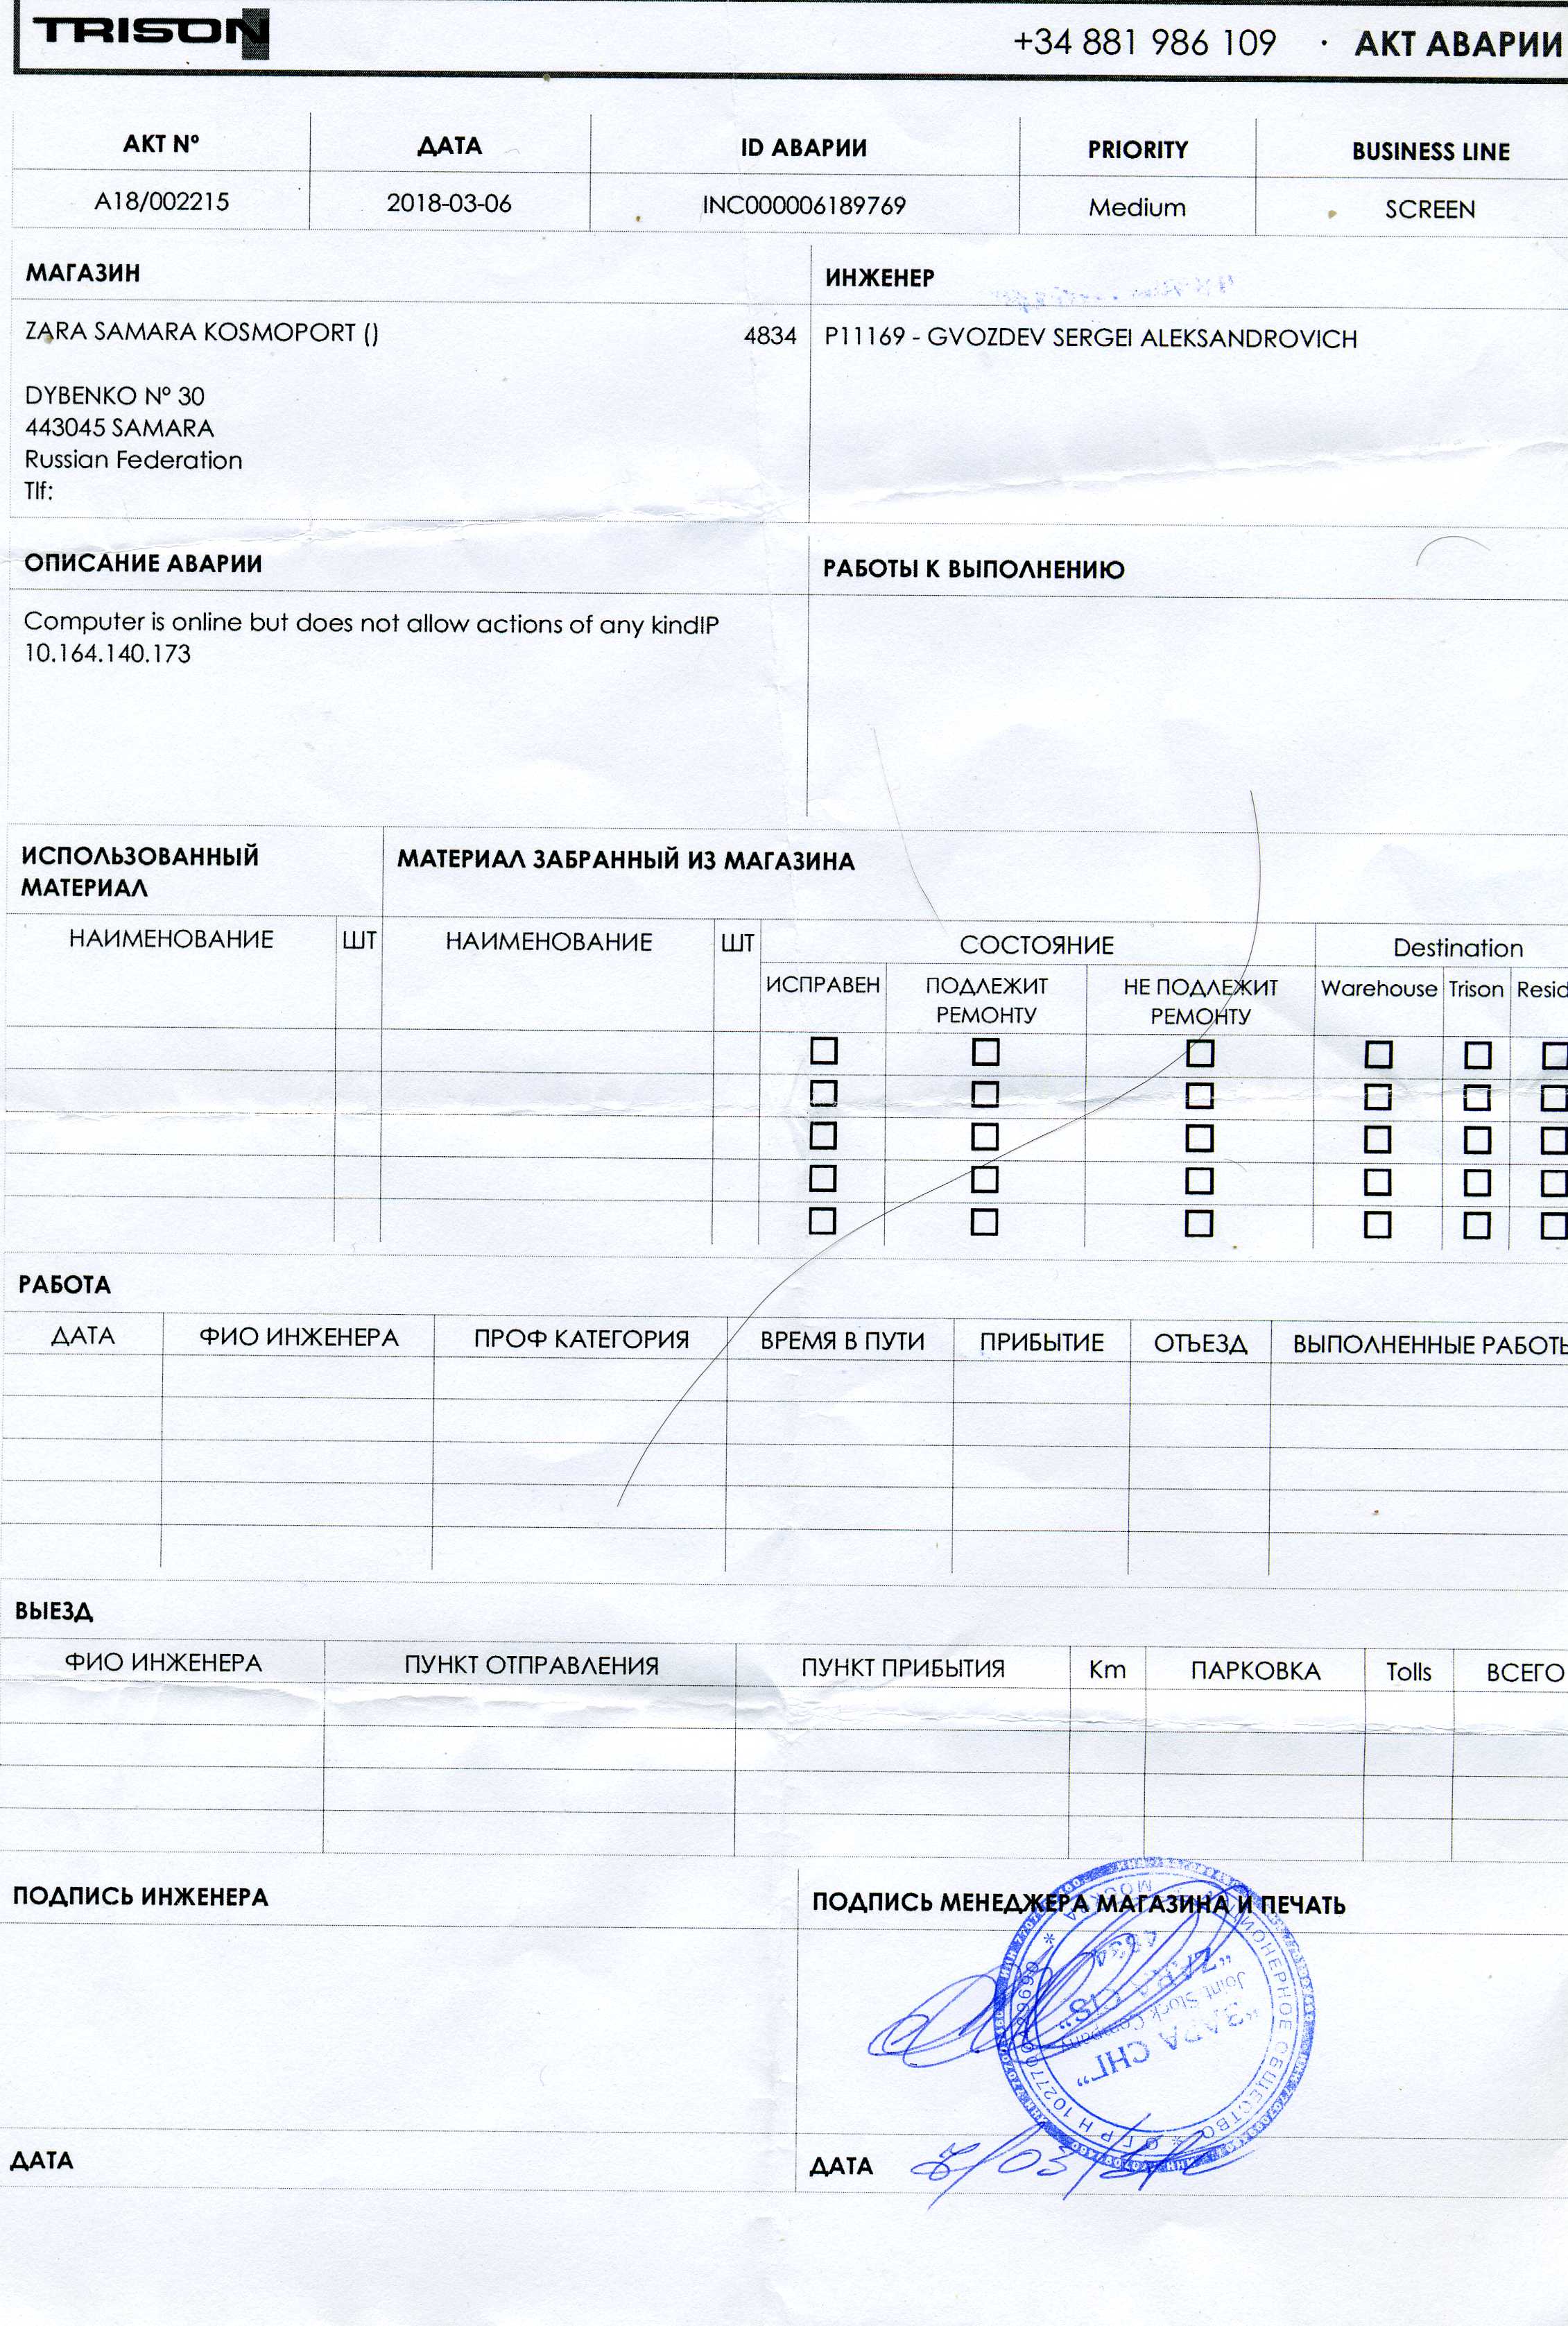 TRISON
+34 881 986 109 · АКТ АВАРИИ
АКТ Nº ДАТА ID АВАРИИ PRIORITY BUSINESS LINE
A18/002215 2018-03-06 INC000006189769 Medium SCREEN
МАГАЗИН
ZARA SAMARA KOSMOPORT () 4834
DYBENKO Nº 30
443045 SAMARA
Russian Federation
Tlf:
ИНЖЕНЕР
P11169 - GVOZDEV SERGEI ALEKSANDROVICH
ОПИСАНИЕ АВАРИИ
Computer is online but does not allow actions of any kindIP
10.164.140.173
РАБОТЫ К ВЫПОЛНЕНИЮ
ИСПОЛЬЗОВАННЫЙ
МАТЕРИАЛ
МАТЕРИАЛ ЗАБРАННЫЙ ИЗ МАГАЗИНА
НАИМЕНОВАНИЕ ШТ НАИМЕНОВАНИЕ ШТ СОСТОЯНИЕ Destination
ИСПРАВЕН ПОДЛЕЖИТ НЕ ПОДЛЕЖИТ Warehouse Trison Resid
РЕМОНТУ РЕМОНТУ
РАБОТА
ДАТА ФИО ИНЖЕНЕРА ПРОФ КАТЕГОРИЯ ВРЕМЯ В ПУТИ ПРИБЫТИЕ ОТЪЕЗД ВЫПОЛНЕННЫЕ РАБОТЫ
ВЫЕЗД
ФИО ИНЖЕНЕРА ПУНКТ ОТПРАВЛЕНИЯ ПУНКТ ПРИБЫТИЯ Km ПАРКОВКА Tolls ВСЕГО
ПОДПИСЬ ИНЖЕНЕРА
ПОДПИСЬ МЕНЕДЖЕРА МАГАЗИНА И ПЕЧАТЬ
АКЦИОНЕРНОЕ ОБЩЕСТВО * ОГРН * МОСКВА
"ЗАРА СНГ"
Joint Stock Company
"ZARA CIS"
4834
ДАТА
ДАТА